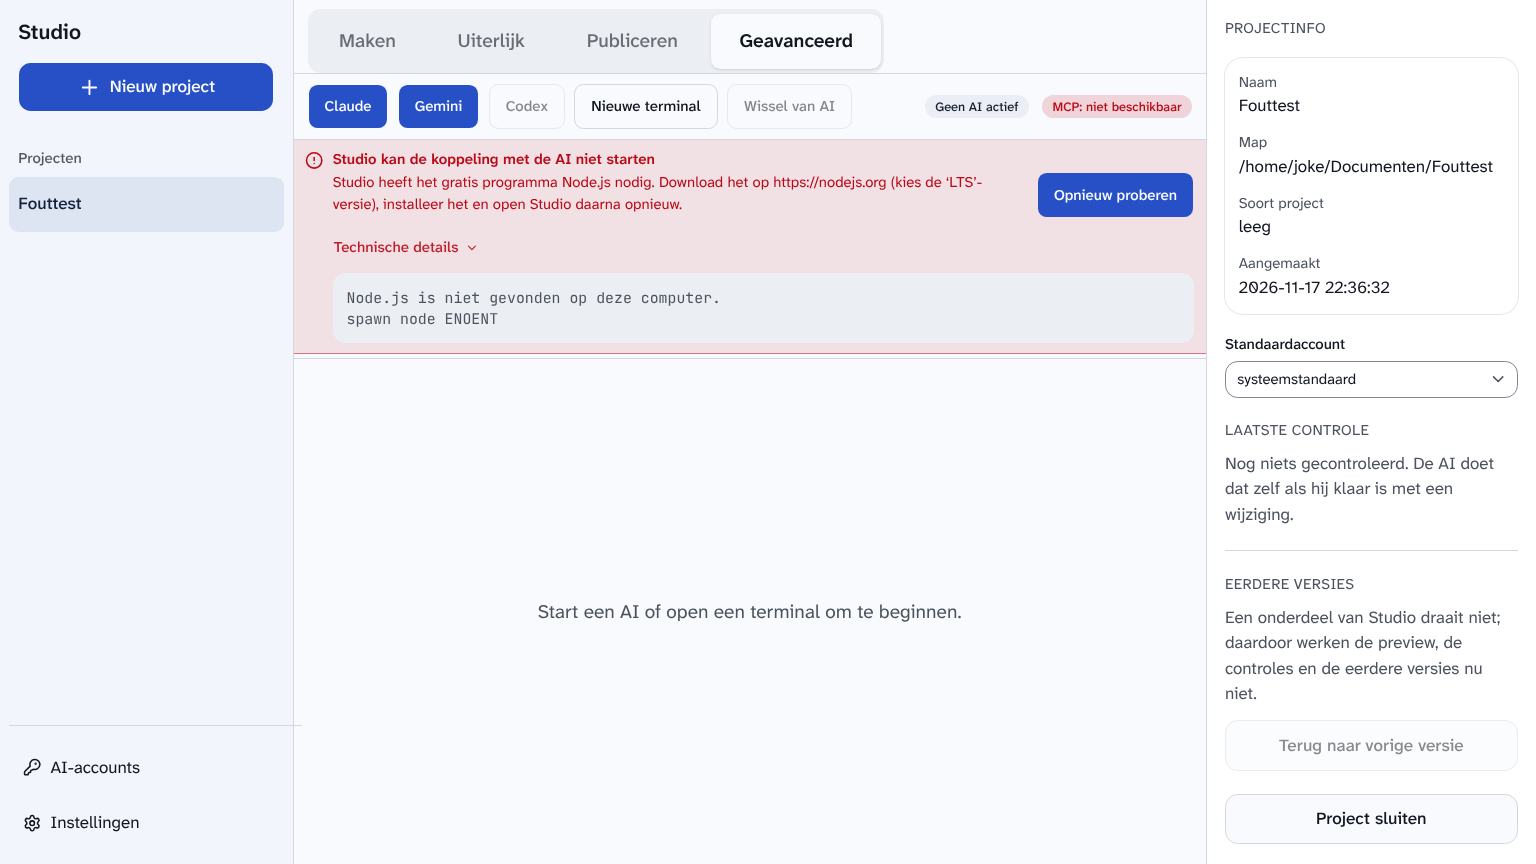 Studio
Nieuw project
Projecten
Fouttest
AI-accounts
Instellingen
Maken
Uiterlijk
Publiceren
Geavanceerd
Claude
Gemini
Codex
Nieuwe terminal
Wissel van AI
Geen AI actief
MCP: niet beschikbaar
Studio kan de koppeling met de AI niet starten
Studio heeft het gratis programma Node.js nodig. Download het op https://nodejs.org (kies de ‘LTS’-
versie), installeer het en open Studio daarna opnieuw.
Opnieuw proberen
Technische details
Node.js is niet gevonden op deze computer.
spawn node ENOENT
Start een AI of open een terminal om te beginnen.
PROJECTINFO
Naam
Fouttest
Map
/home/joke/Documenten/Fouttest
Soort project
leeg
Aangemaakt
2026-11-17 22:36:32
Standaardaccount
systeemstandaard
LAATSTE CONTROLE
Nog niets gecontroleerd. De AI doet
dat zelf als hij klaar is met een
wijziging.
EERDERE VERSIES
Een onderdeel van Studio draait niet;
daardoor werken de preview, de
controles en de eerdere versies nu
niet.
Terug naar vorige versie
Project sluiten